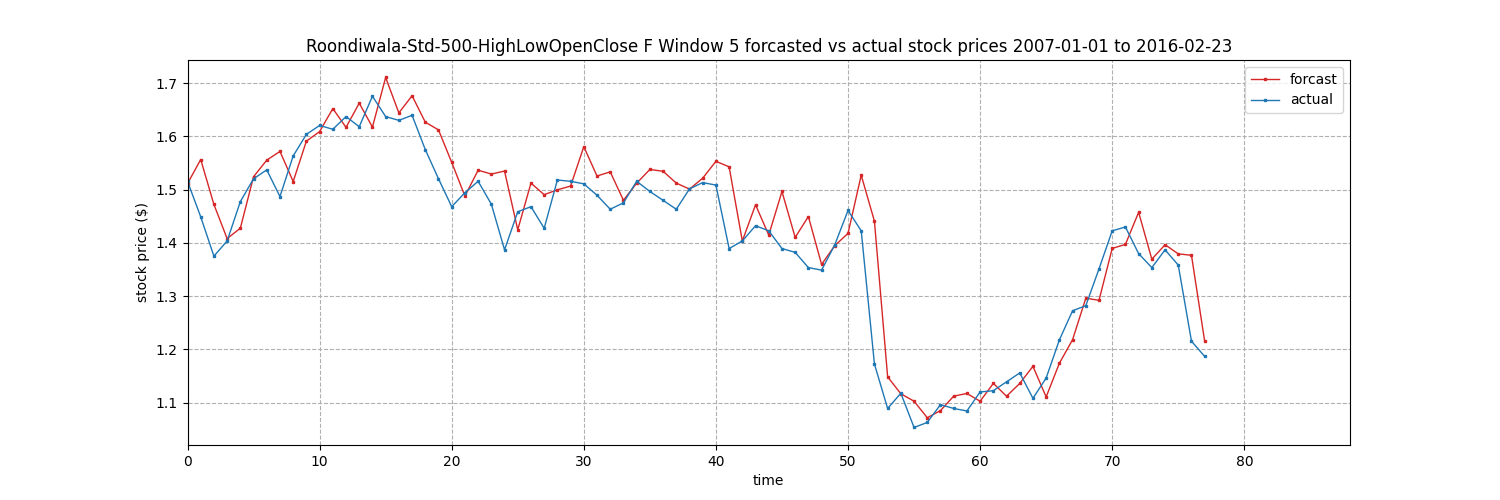 Roondiwala-Std-500-HighLowOpenClose F Window 5 forcasted vs actual stock prices 2007-01-01 to 2016-02-23
forcast
actual
stock price ($)
1.7
1.6
1.5
1.4
1.3
1.2
1.1
0 10 20 30 40 50 60 70 80
time